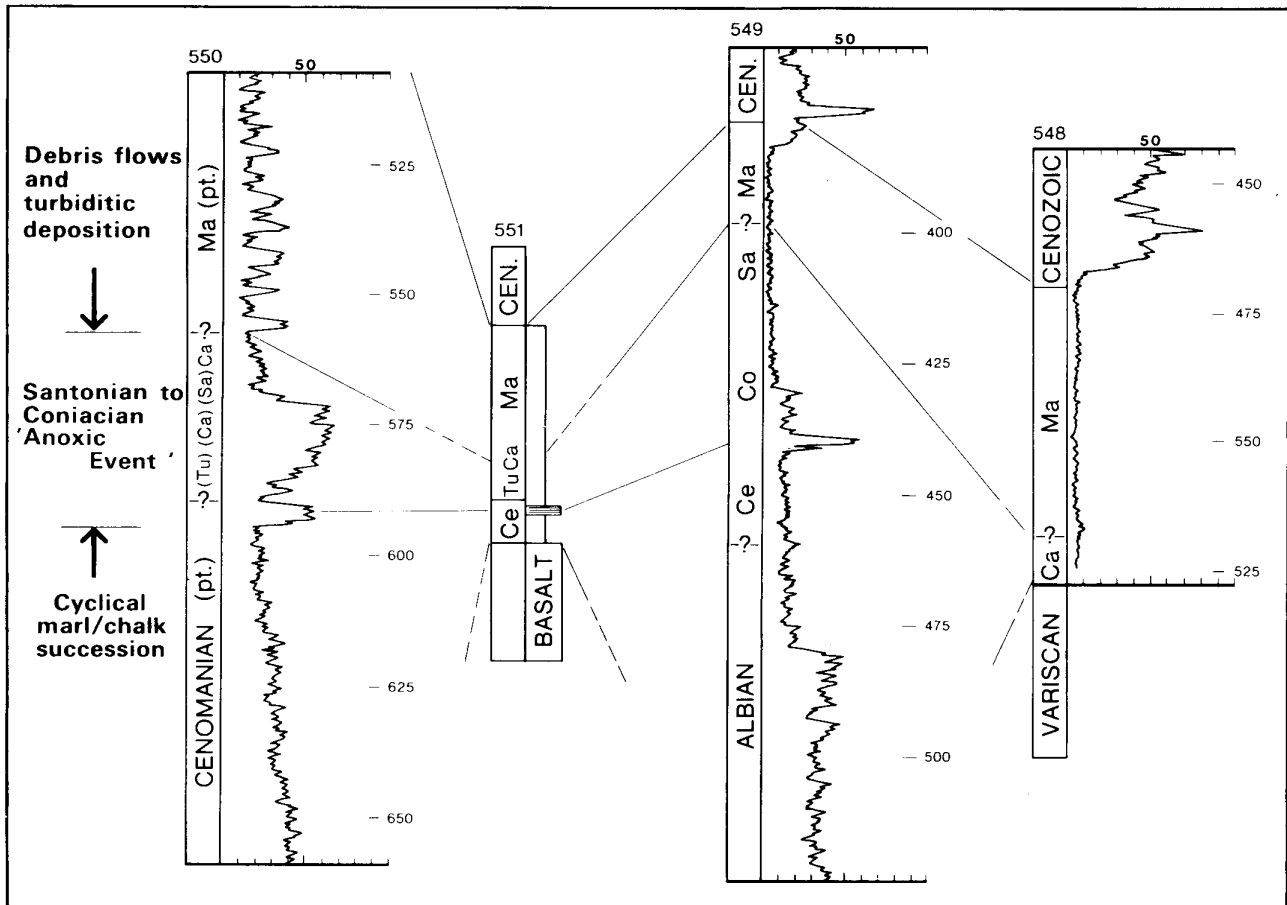 550
50
Debris flows
and
turbiditic
deposition
Santonian to
Coniacian
'Anoxic
Event'
Cyclical
marl/chalk
succession
Ma (pt.)
-?-
Ca
(Sa)
(Ca)
(Tu)
-?-
CENOMANIAN (pt.)
525
550
575
600
625
650
551
CEN.
Ma
Ca
Tu
Ce
BASALT
549
50
CEN.
Ma
-?-
Sa
Co
Ce
-?-
ALBIAN
400
425
450
475
500
548
50
CENOZOIC
Ma
-?-
Ca
VARISCAN
450
475
550
525